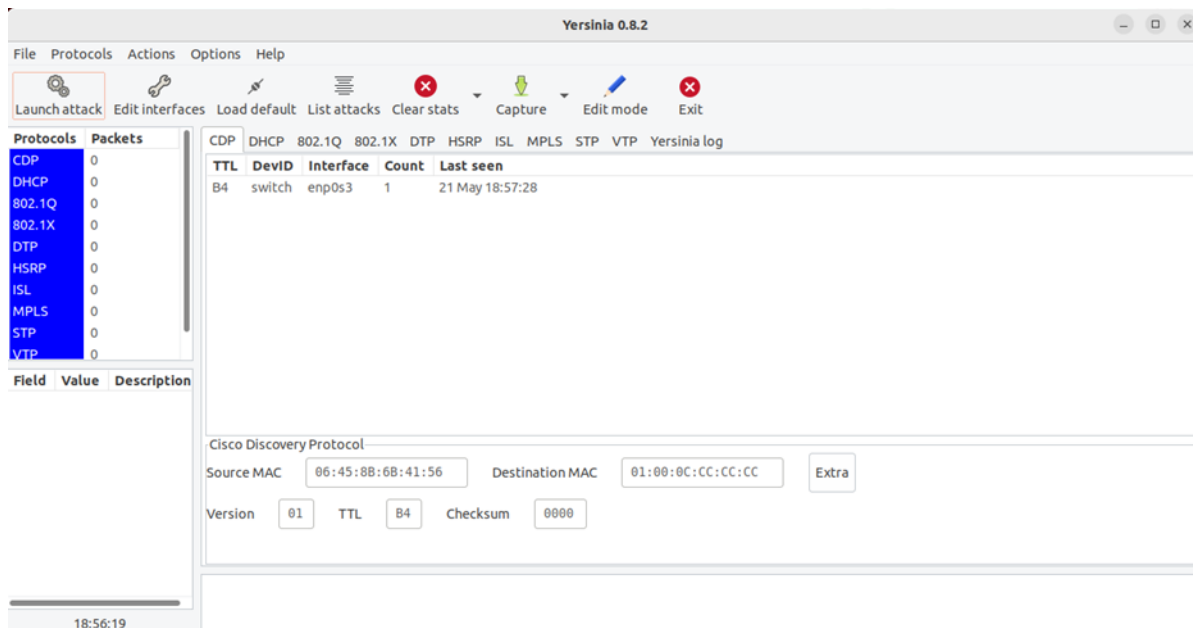 Yersinia 0.8.2
File Protocols Actions Options Help
Launch attack Edit interfaces Load default List attacks Clear stats Capture Edit mode Exit
Protocols Packets
CDP 0
DHCP 0
802.1Q 0
802.1X 0
DTP 0
HSRP 0
ISL 0
MPLS 0
STP 0
VTP 0
Field Value Description
18:56:19
CDP DHCP 802.1Q 802.1X DTP HSRP ISL MPLS STP VTP Yersinia log
TTL DevID Interface Count Last seen
B4 switch enp0s3 1 21 May 18:57:28
Cisco Discovery Protocol
Source MAC 06:45:8B:6B:41:56 Destination MAC 01:00:0C:CC:CC:CC Extra
Version 01 TTL B4 Checksum 0000